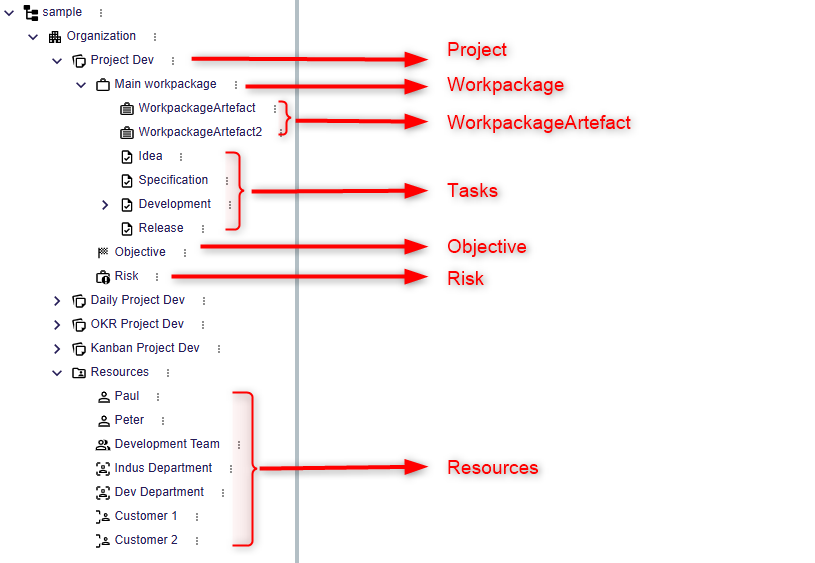 sample
Organization
Project Dev
Project
Main workpackage
Workpackage
WorkpackageArtefact
WorkpackageArtefact2
WorkpackageArtefact
Idea
Specification
Tasks
Development
Release
Objective
Objective
Risk
Risk
Daily Project Dev
OKR Project Dev
Kanban Project Dev
Resources
Paul
Peter
Development Team
Indus Department
Resources
Dev Department
Customer 1
Customer 2